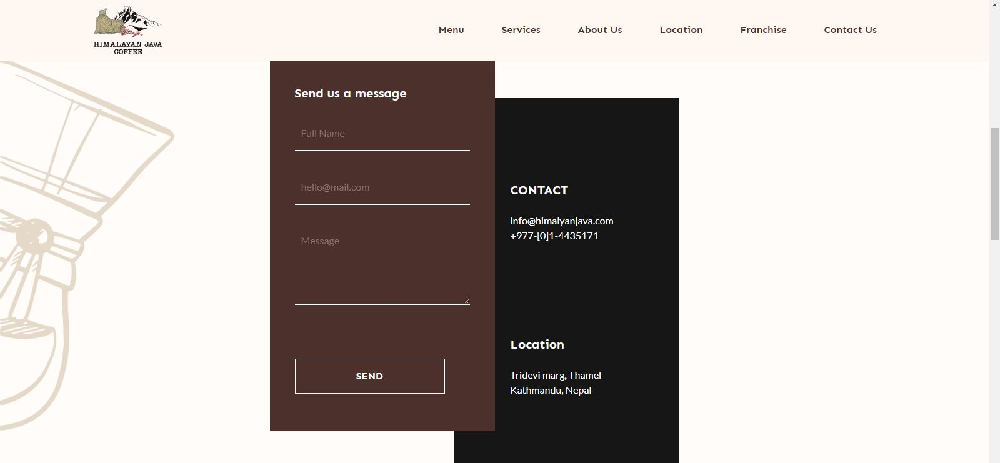 HIMALAYAN JAVA
COFFEE
Menu
Services
About Us
Location
Franchise
Contact Us
Send us a message
Full Name
hello@mail.com
Message
SEND
CONTACT
info@himalyanjava.com
+977-[0]1-4435171
Location
Tridevi marg, Thamel
Kathmandu, Nepal